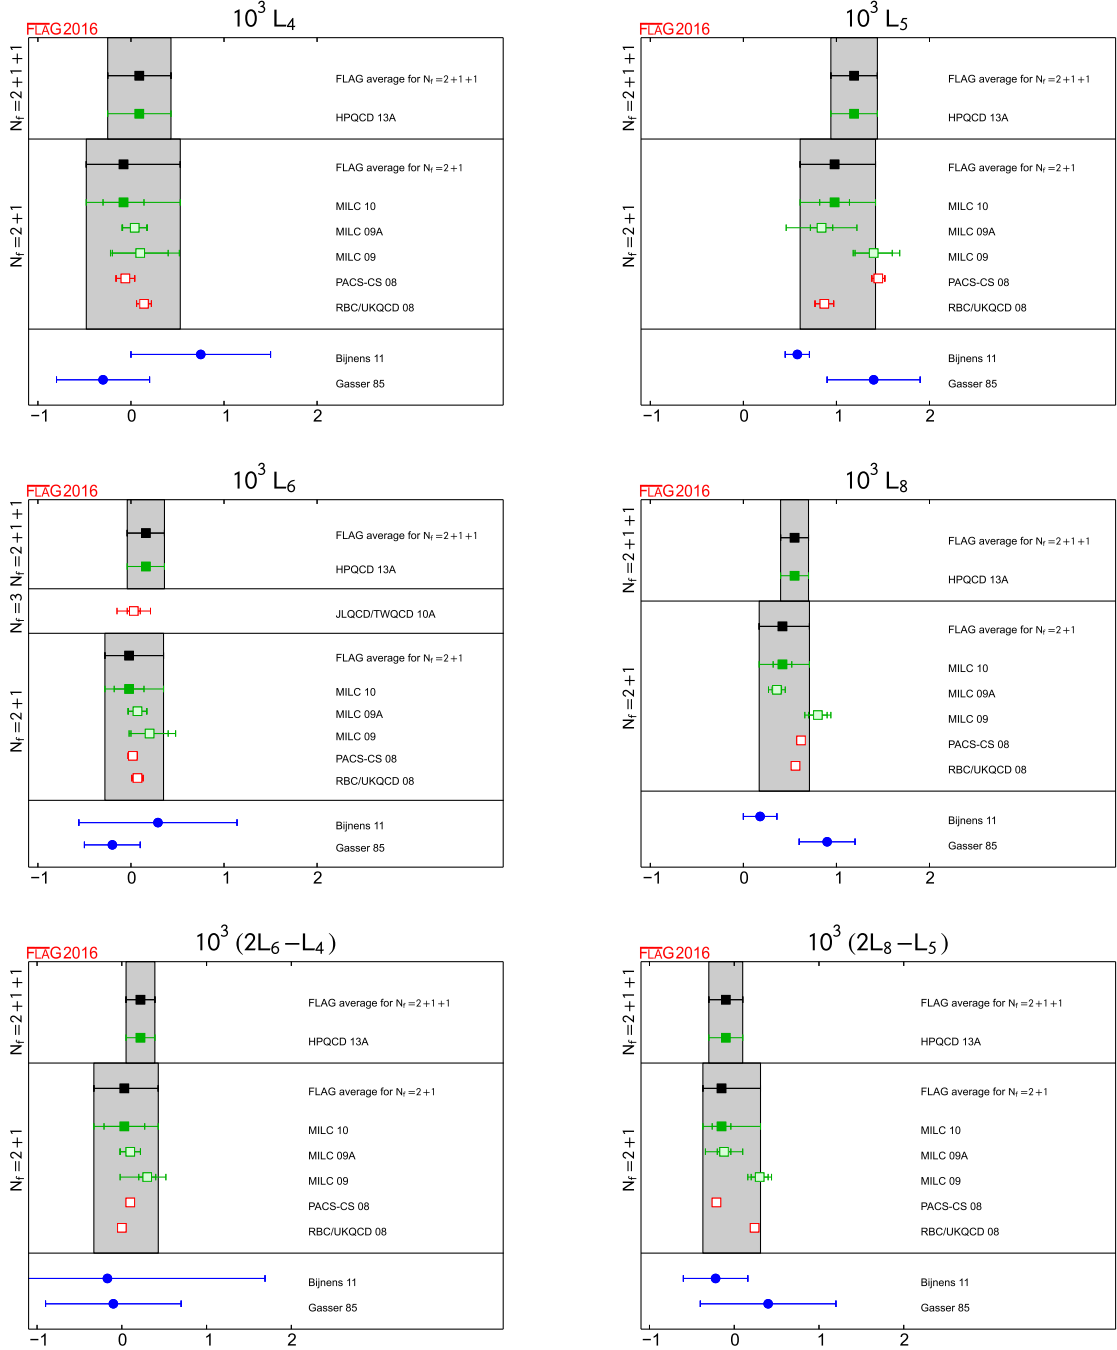 10³ L₄
FLAG2016
N_f=2+1+1
FLAG average for N_f=2+1+1
HPQCD 13A
N_f=2+1
FLAG average for N_f=2+1
MILC 10
MILC 09A
MILC 09
PACS-CS 08
RBC/UKQCD 08
Bijnens 11
Gasser 85
−1 0 1 2
10³ L₅
FLAG2016
N_f=2+1+1
FLAG average for N_f=2+1+1
HPQCD 13A
N_f=2+1
FLAG average for N_f=2+1
MILC 10
MILC 09A
MILC 09
PACS-CS 08
RBC/UKQCD 08
Bijnens 11
Gasser 85
−1 0 1 2
10³ L₆
FLAG2016
N_f=2+1+1
FLAG average for N_f=2+1+1
HPQCD 13A
N_f=3
JLQCD/TWQCD 10A
N_f=2+1
FLAG average for N_f=2+1
MILC 10
MILC 09A
MILC 09
PACS-CS 08
RBC/UKQCD 08
Bijnens 11
Gasser 85
−1 0 1 2
10³ L₈
FLAG2016
N_f=2+1+1
FLAG average for N_f=2+1+1
HPQCD 13A
N_f=2+1
FLAG average for N_f=2+1
MILC 10
MILC 09A
MILC 09
PACS-CS 08
RBC/UKQCD 08
Bijnens 11
Gasser 85
−1 0 1 2
10³ (2L₆−L₄)
FLAG2016
N_f=2+1+1
FLAG average for N_f=2+1+1
HPQCD 13A
N_f=2+1
FLAG average for N_f=2+1
MILC 10
MILC 09A
MILC 09
PACS-CS 08
RBC/UKQCD 08
Bijnens 11
Gasser 85
−1 0 1 2
10³ (2L₈−L₅)
FLAG2016
N_f=2+1+1
FLAG average for N_f=2+1+1
HPQCD 13A
N_f=2+1
FLAG average for N_f=2+1
MILC 10
MILC 09A
MILC 09
PACS-CS 08
RBC/UKQCD 08
Bijnens 11
Gasser 85
−1 0 1 2